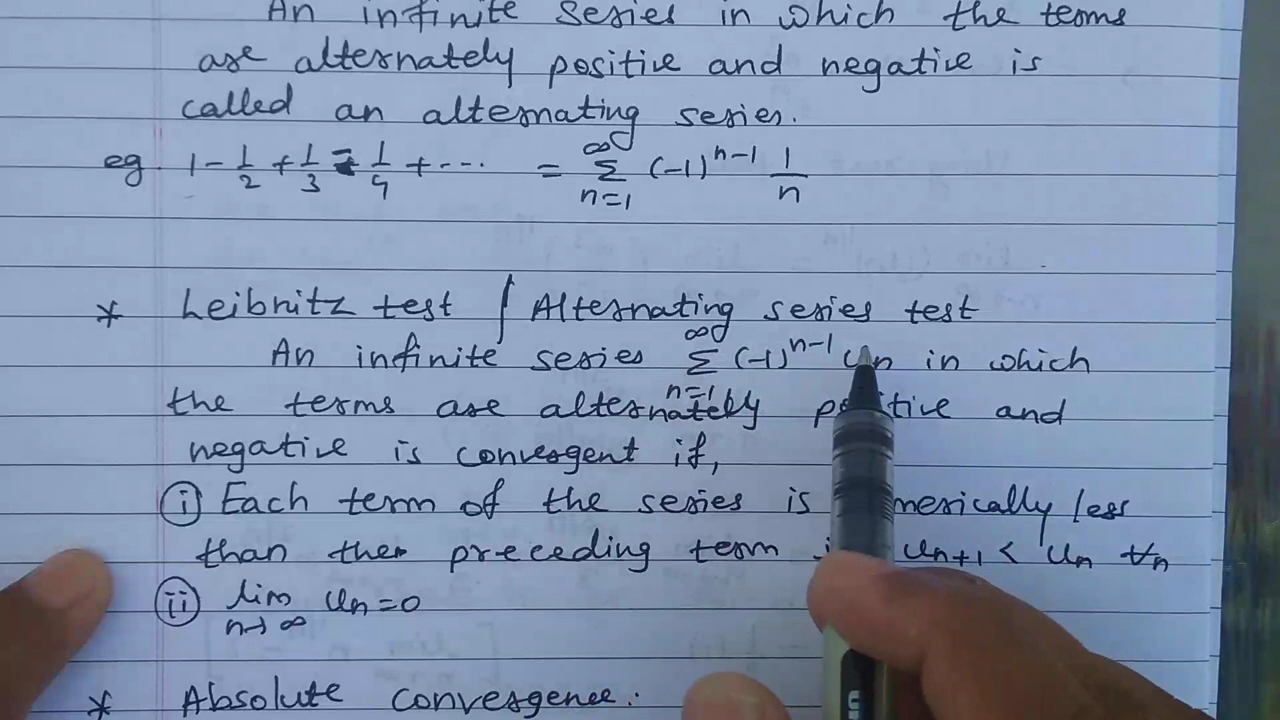 An infinite series in which the terms
are alternately positive and negative is
called an alternating series.
eg. 1 - 1/2 + 1/3 - 1/4 + ... = ∞ Σ n=1 (-1)^n-1 1/n
* Leibnitz test / Alternating series test
An infinite series ∞ Σ n=1 (-1)^n-1 un in which
the terms are alternately positive and
negative is convergent if,
(i) Each term of the series is numerically less
than the preceding term un+1 < un ∀n
(ii) lim n→∞ un = 0
* Absolute convergence: